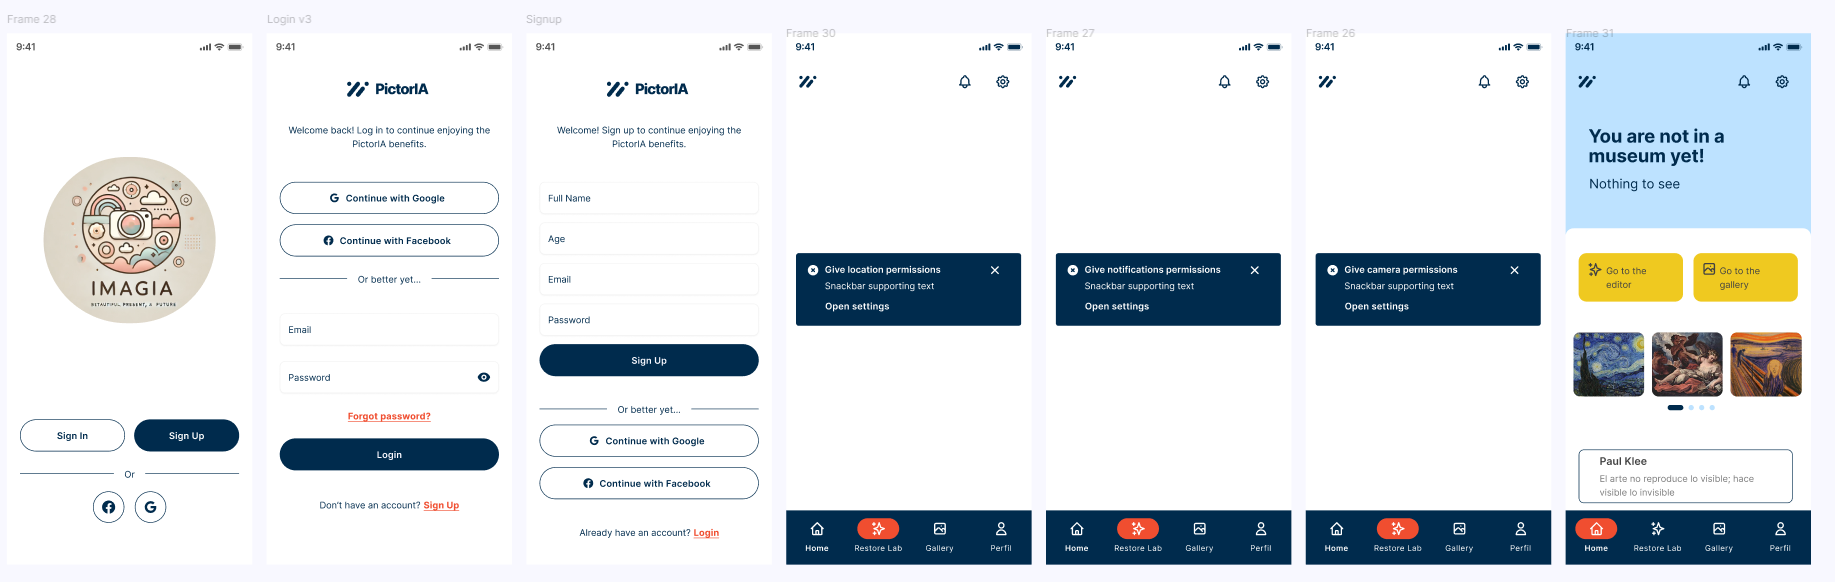 Frame 28
9:41
IMAGIA
BEAUTIFUL, PRESENT, & FUTURE
Sign In
Sign Up
Or
Login v3
9:41
PictorIA
Welcome back! Log in to continue enjoying the
PictorIA benefits.
Continue with Google
Continue with Facebook
Or better yet...
Email
Password
Forgot password?
Login
Don't have an account? Sign Up
Signup
9:41
PictorIA
Welcome! Sign up to continue enjoying the
PictorIA benefits.
Full Name
Age
Email
Password
Sign Up
Or better yet...
Continue with Google
Continue with Facebook
Already have an account? Login
Frame 30
9:41
Give location permissions
Snackbar supporting text
Open settings
Home
Restore Lab
Gallery
Perfil
Frame 27
9:41
Give notifications permissions
Snackbar supporting text
Open settings
Home
Restore Lab
Gallery
Perfil
Frame 26
9:41
Give camera permissions
Snackbar supporting text
Open settings
Home
Restore Lab
Gallery
Perfil
Frame 31
9:41
You are not in a
museum yet!
Nothing to see
Go to the
editor
Go to the
gallery
Paul Klee
El arte no reproduce lo visible; hace
visible lo invisible
Home
Restore Lab
Gallery
Perfil